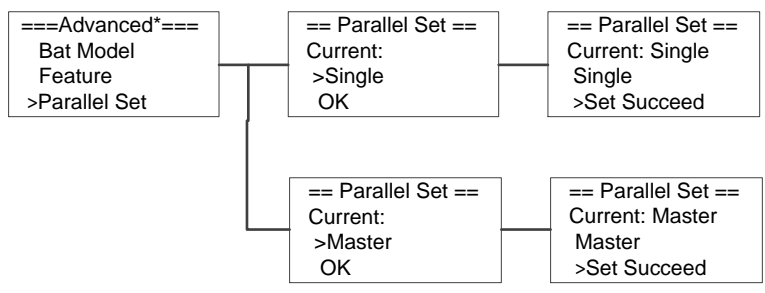 ===Advanced*===
Bat Model
Feature
>Parallel Set
== Parallel Set ==
Current:
>Single
OK
== Parallel Set ==
Current: Single
Single
>Set Succeed
== Parallel Set ==
Current:
>Master
OK
== Parallel Set ==
Current: Master
Master
>Set Succeed